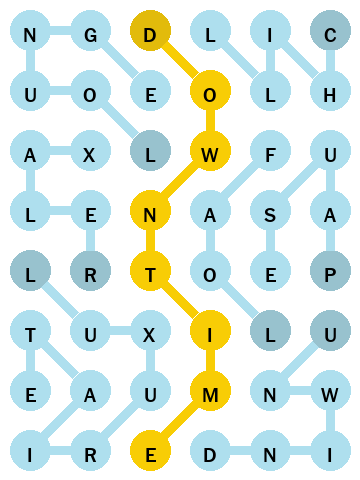 N G D L I C
U O E O L H
A X L W F U
L E N A S A
L R T O E P
T U X I L U
E A U M N W
I R E D N I